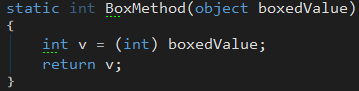 static int BoxMethod(object boxedValue)
{
    int v = (int) boxedValue;
    return v;
}